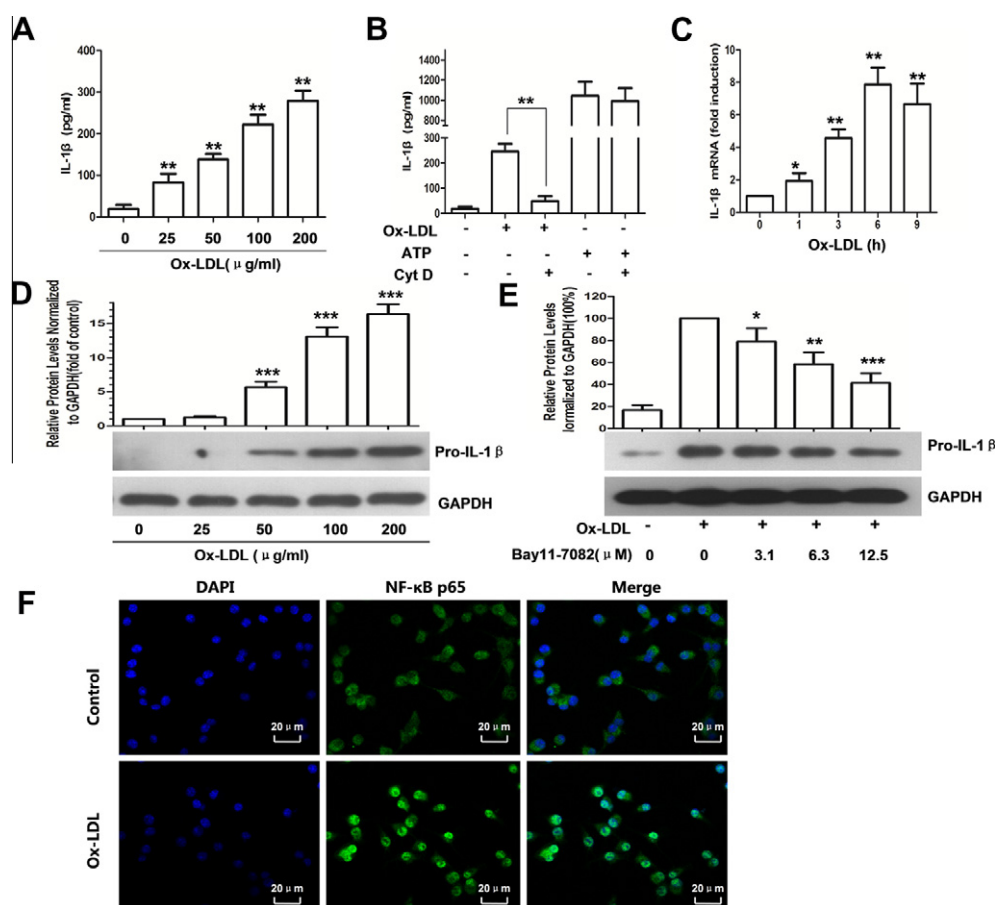 A
IL-1β (pg/ml)
400
300
200
100
0
** ** ** **
0 25 50 100 200
Ox-LDL(μg/ml)
B
IL-1β (pg/ml)
1400
1200
1000
300
200
100
0
**
Ox-LDL - + + - -
ATP - - - + +
Cyt D - - + - +
C
IL-1β mRNA (fold induction)
10
8
6
4
2
0
* ** ** **
0 1 3 6 9
Ox-LDL (h)
D
Relative Protein Levels Normalized
to GAPDH(fold of control)
15
10
5
0
*** *** ***
Pro-IL-1β
GAPDH
0 25 50 100 200
Ox-LDL (μg/ml)
E
Relative Protein Levels
lormalized to GAPDH(100%)
120
100
80
60
40
20
0
* ** ***
Pro-IL-1β
GAPDH
Ox-LDL - + + + +
Bay11-7082(μM) 0 0 3.1 6.3 12.5
F
DAPI NF-κB p65 Merge
Control
20 μm 20 μm 20 μm
Ox-LDL
20 μm 20 μm 20 μm